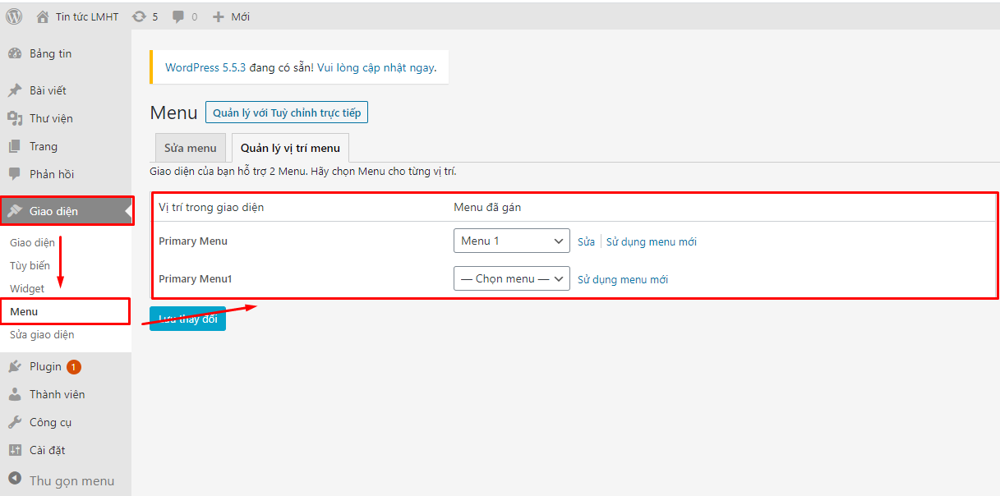 Tin tức LMHT 5 0 Mới
Bảng tin
Bài viết
Thư viện
Trang
Phản hồi
Giao diện
Giao diện
Tùy biến
Widget
Menu
Sửa giao diện
Plugin 1
Thành viên
Công cụ
Cài đặt
Thu gọn menu
WordPress 5.5.3 đang có sẵn! Vui lòng cập nhật ngay.
Menu Quản lý với Tuỳ chỉnh trực tiếp
Sửa menu Quản lý vị trí menu
Giao diện của bạn hỗ trợ 2 Menu. Hãy chọn Menu cho từng vị trí.
Vị trí trong giao diện Menu đã gán
Primary Menu Menu 1 Sửa Sử dụng menu mới
Primary Menu1 — Chọn menu — Sử dụng menu mới
Lưu thay đổi